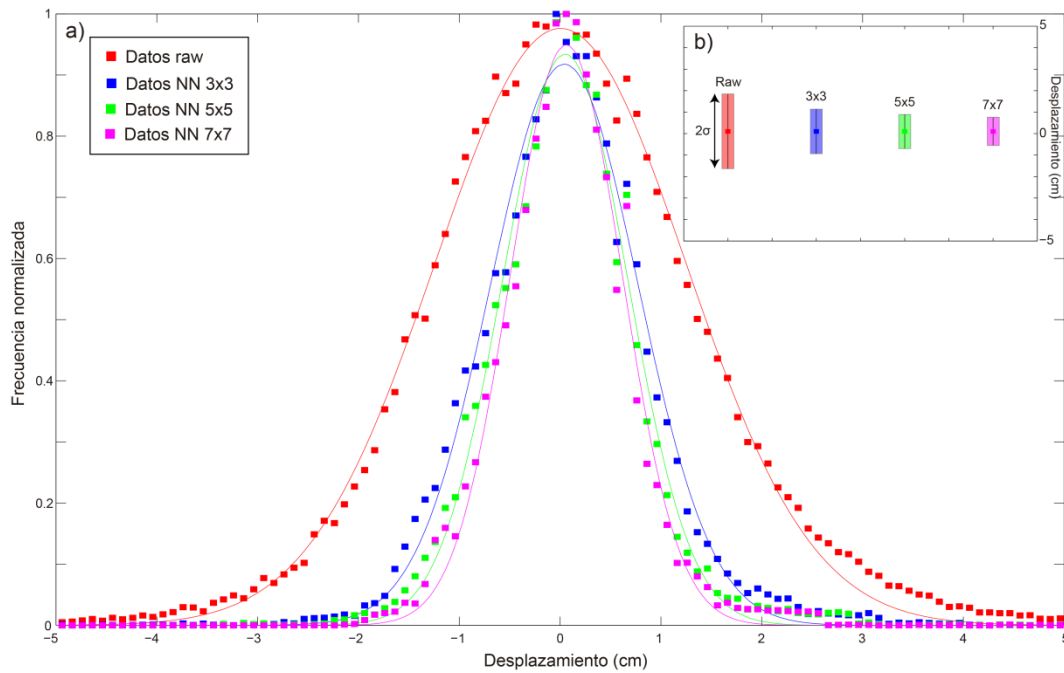 a)
Datos raw
Datos NN 3x3
Datos NN 5x5
Datos NN 7x7
b)
Raw
3x3
5x5
7x7
2σ
5
0
−5
Desplazamiento (cm)
1
0.8
0.6
0.4
0.2
0
Frecuencia normalizada
−5 −4 −3 −2 −1 0 1 2 3 4 5
Desplazamiento (cm)